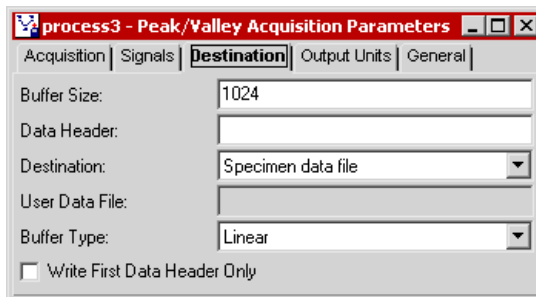 process3 - Peak/Valley Acquisition Parameters
Acquisition Signals Destination Output Units General
Buffer Size: 1024
Data Header:
Destination: Specimen data file
User Data File:
Buffer Type: Linear
Write First Data Header Only